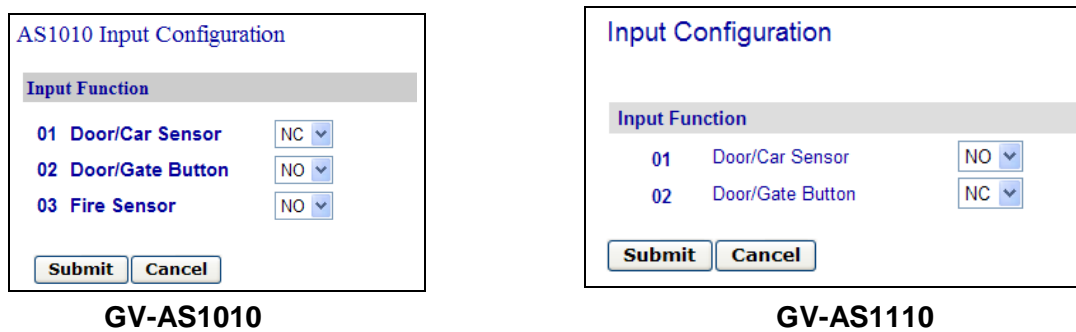 AS1010 Input Configuration
Input Function
01 Door/Car Sensor NC
02 Door/Gate Button NO
03 Fire Sensor NO
Submit Cancel
GV-AS1010
Input Configuration
Input Function
01 Door/Car Sensor NO
02 Door/Gate Button NC
Submit Cancel
GV-AS1110